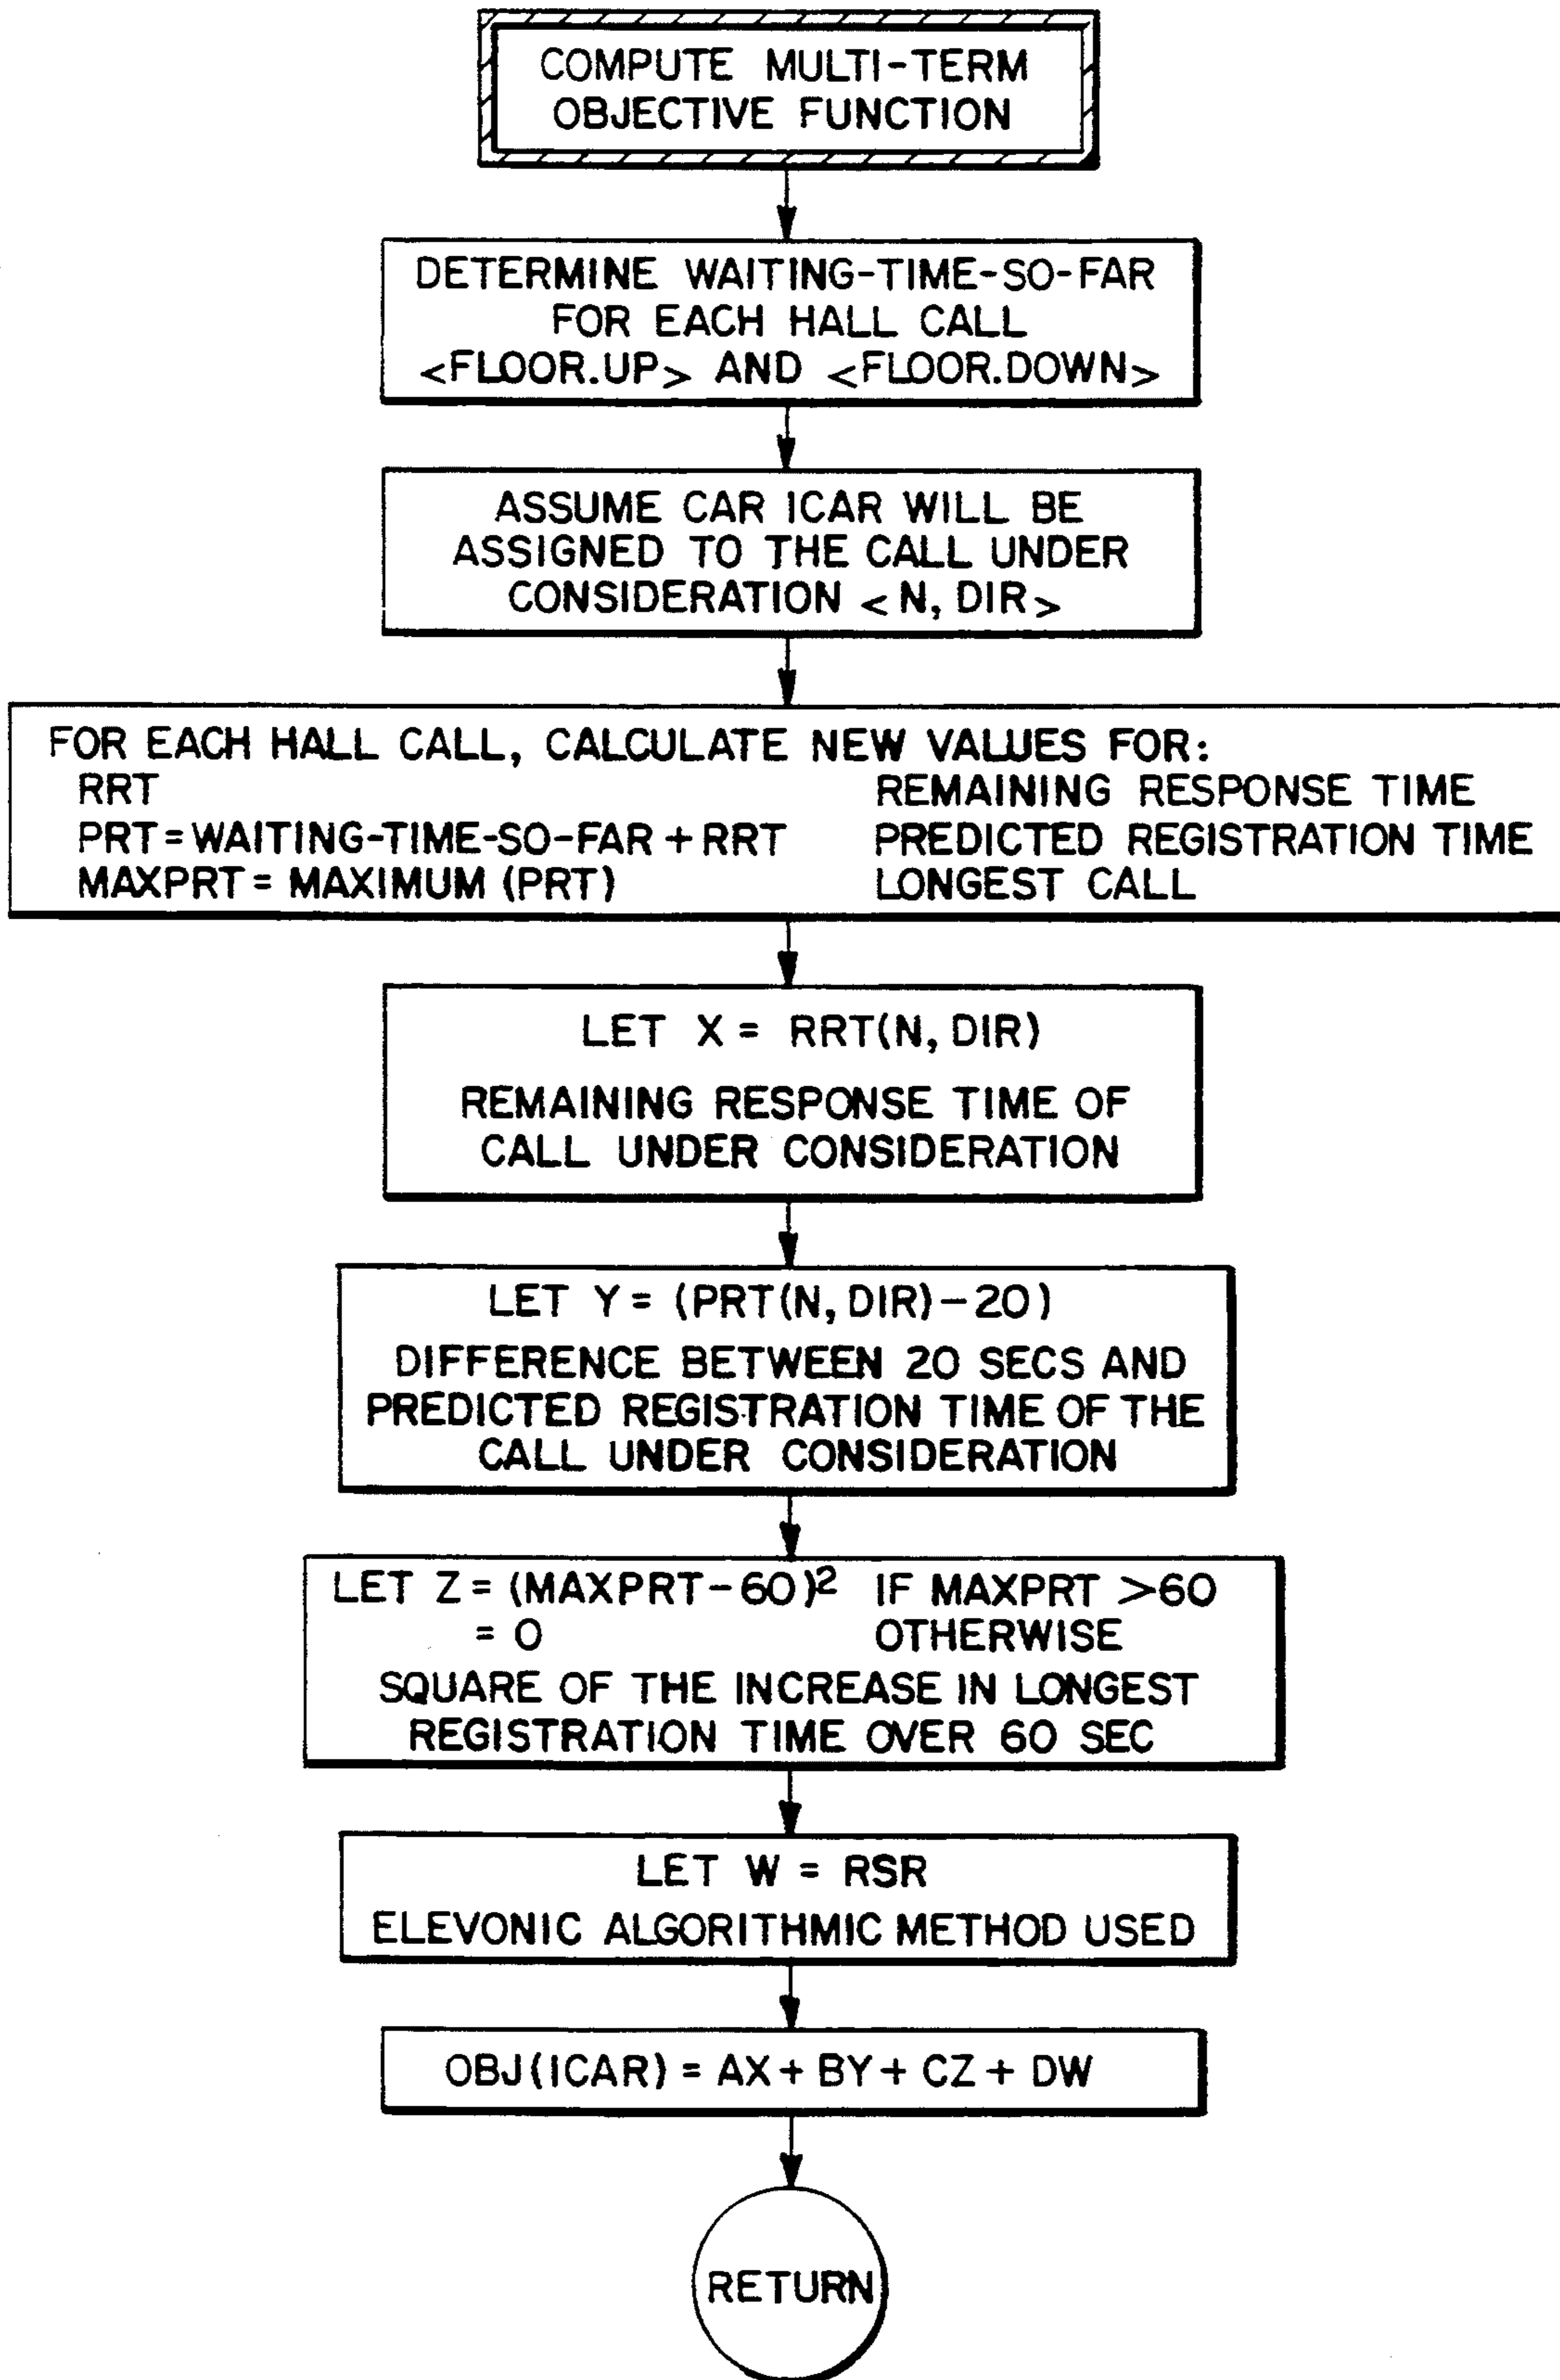 COMPUTE MULTI-TERM
OBJECTIVE FUNCTION
DETERMINE WAITING-TIME-SO-FAR
FOR EACH HALL CALL
<FLOOR.UP> AND <FLOOR.DOWN>
ASSUME CAR ICAR WILL BE
ASSIGNED TO THE CALL UNDER
CONSIDERATION <N, DIR>
FOR EACH HALL CALL, CALCULATE NEW VALUES FOR:
RRT REMAINING RESPONSE TIME
PRT=WAITING-TIME-SO-FAR + RRT PREDICTED REGISTRATION TIME
MAXPRT= MAXIMUM (PRT) LONGEST CALL
LET X = RRT(N, DIR)
REMAINING RESPONSE TIME OF
CALL UNDER CONSIDERATION
LET Y = (PRT(N, DIR)-20)
DIFFERENCE BETWEEN 20 SECS AND
PREDICTED REGISTRATION TIME OF THE
CALL UNDER CONSIDERATION
LET Z = (MAXPRT-60)² IF MAXPRT >60
= 0 OTHERWISE
SQUARE OF THE INCREASE IN LONGEST
REGISTRATION TIME OVER 60 SEC
LET W = RSR
ELEVONIC ALGORITHMIC METHOD USED
OBJ(ICAR) = AX + BY + CZ + DW
RETURN